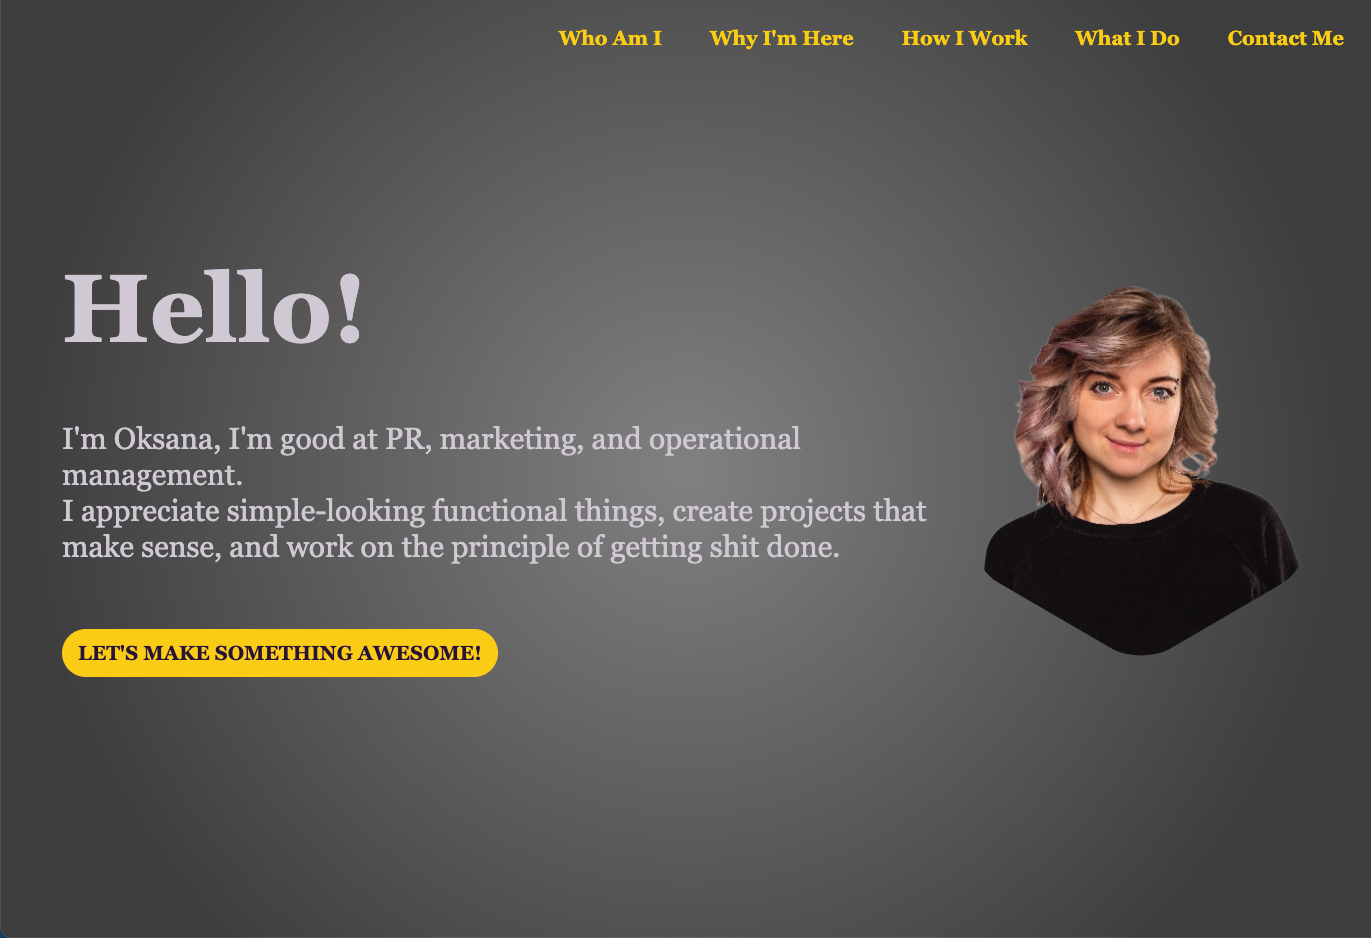 Who Am I Why I'm Here How I Work What I Do Contact Me
Hello!
I'm Oksana, I'm good at PR, marketing, and operational
management.
I appreciate simple-looking functional things, create projects that
make sense, and work on the principle of getting shit done.
LET'S MAKE SOMETHING AWESOME!